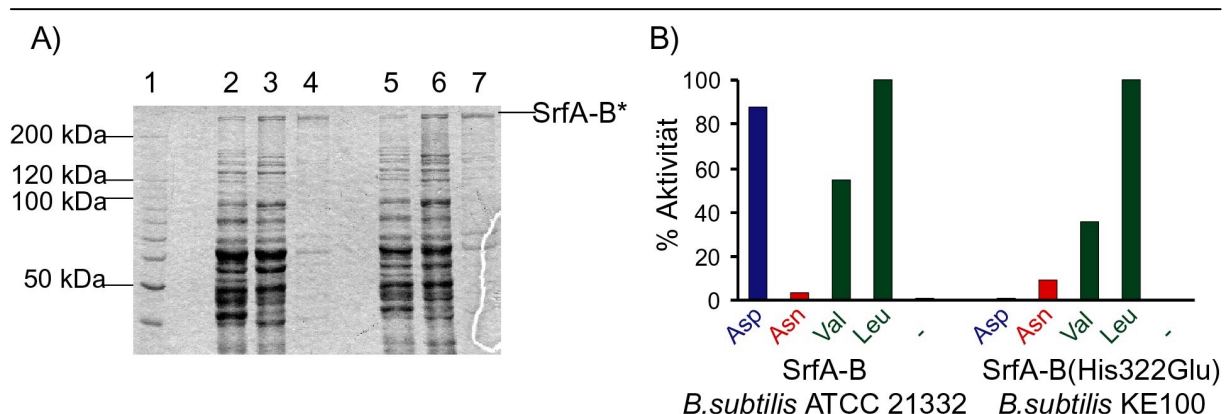 A)
1 2 3 4 5 6 7
SrfA-B*
200 kDa
120 kDa
100 kDa
50 kDa
B)
% Aktivität
100
80
60
40
20
0
Asp Asn Val Leu - Asp Asn Val Leu -
SrfA-B SrfA-B(His322Glu)
B.subtilis ATCC 21332 B.subtilis KE100